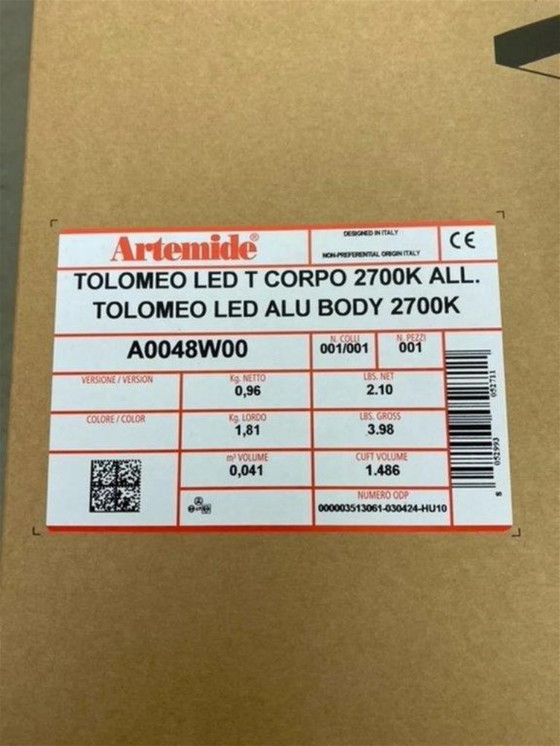 Artemide®
DESIGNED IN ITALY
NON-PREFERENTIAL ORIGIN ITALY
CE
TOLOMEO LED T CORPO 2700K ALL.
TOLOMEO LED ALU BODY 2700K
A0048W00
N. COLLI
001/001
N. PEZZI
001
VERSIONE / VERSION
Kg. NETTO
0,96
LBS. NET
2.10
COLORE / COLOR
Kg. LORDO
1,81
LBS. GROSS
3.98
m³ VOLUME
0,041
CUFT VOLUME
1.486
NUMERO ODP
000003513061-030424-HU10
8 052993 052711